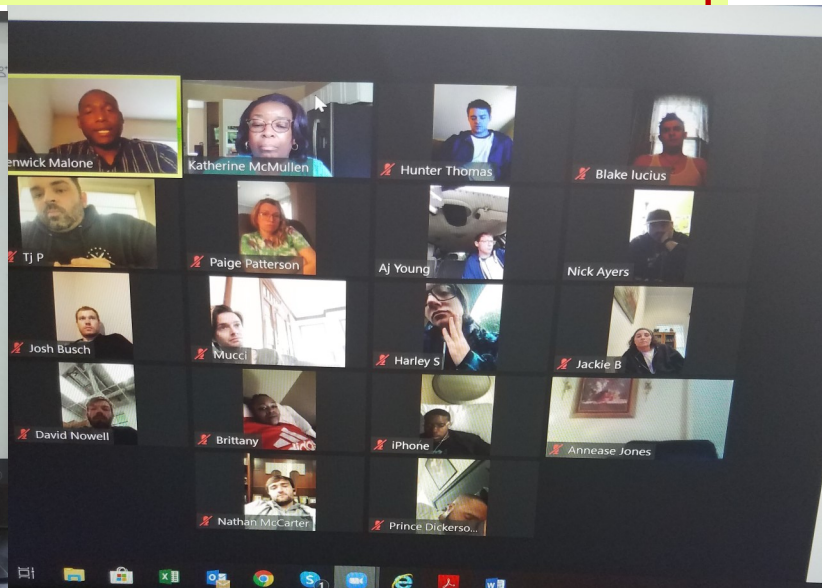 enwick Malone
Katherine McMullen
Hunter Thomas
Blake lucius
Tj P
Paige Patterson
Aj Young
Nick Ayers
Josh Busch
Mucci
Harley S
Jackie B
David Nowell
Brittany
iPhone
Annease Jones
Nathan McCarter
Prince Dickerso...